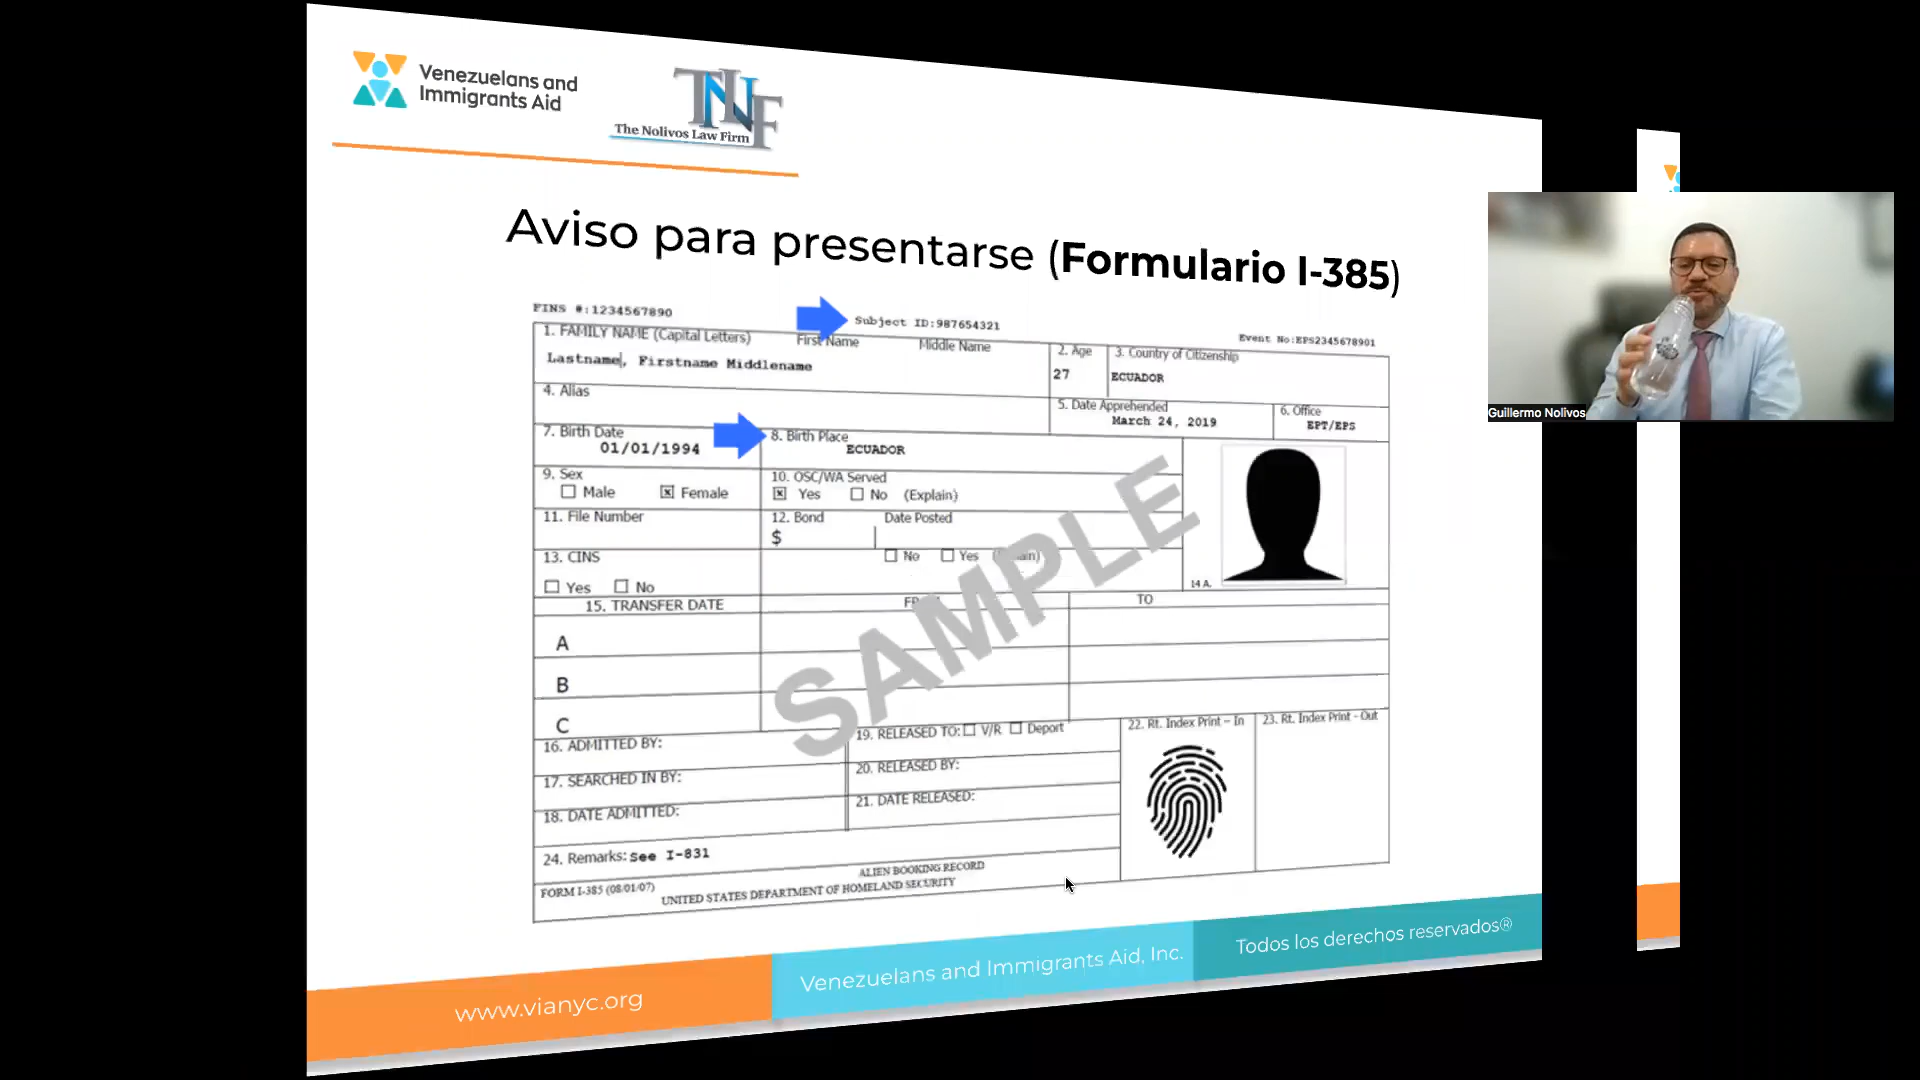 Venezuelans and
Immigrants Aid
TNLF
The Nolivos Law Firm
Aviso para presentarse (Formulario I-385)
FINS #:1234567890
Subject ID:987654321
Event No:EPS2345678901
1. FAMILY NAME (Capital Letters) First Name Middle Name
Lastname, Firstname Middlename
2. Age
27
3. Country of Citizenship
ECUADOR
4. Alias
5. Date Apprehended
March 24, 2019
6. Office
EPT/EPS
7. Birth Date
01/01/1994
8. Birth Place
ECUADOR
9. Sex
Male Female
10. OSC/WA Served
Yes No (Explain)
11. File Number
12. Bond Date Posted
$
13. CINS
Yes No
No Yes
14 A.
15. TRANSFER DATE
TO
A
B
C
SAMPLE
16. ADMITTED BY:
17. SEARCHED IN BY:
18. DATE ADMITTED:
19. RELEASED TO: V/R Deport
20. RELEASED BY:
21. DATE RELEASED:
22. Rt. Index Print - In
23. Rt. Index Print - Out
24. Remarks: See I-831
ALIEN BOOKING RECORD
FORM I-385 (08/01/07)
UNITED STATES DEPARTMENT OF HOMELAND SECURITY
www.vianyc.org
Venezuelans and Immigrants Aid, Inc.
Todos los derechos reservados®
Guillermo Nolivos